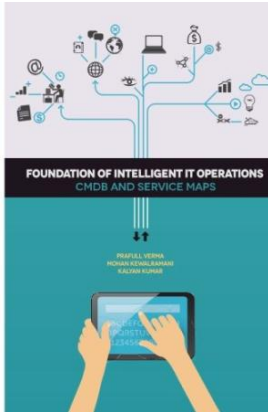 FOUNDATION OF INTELLIGENT IT OPERATIONS
CMDB AND SERVICE MAPS
PRAFULL VERMA
MOHAN KEWALRAMANI
KALYAN KUMAR